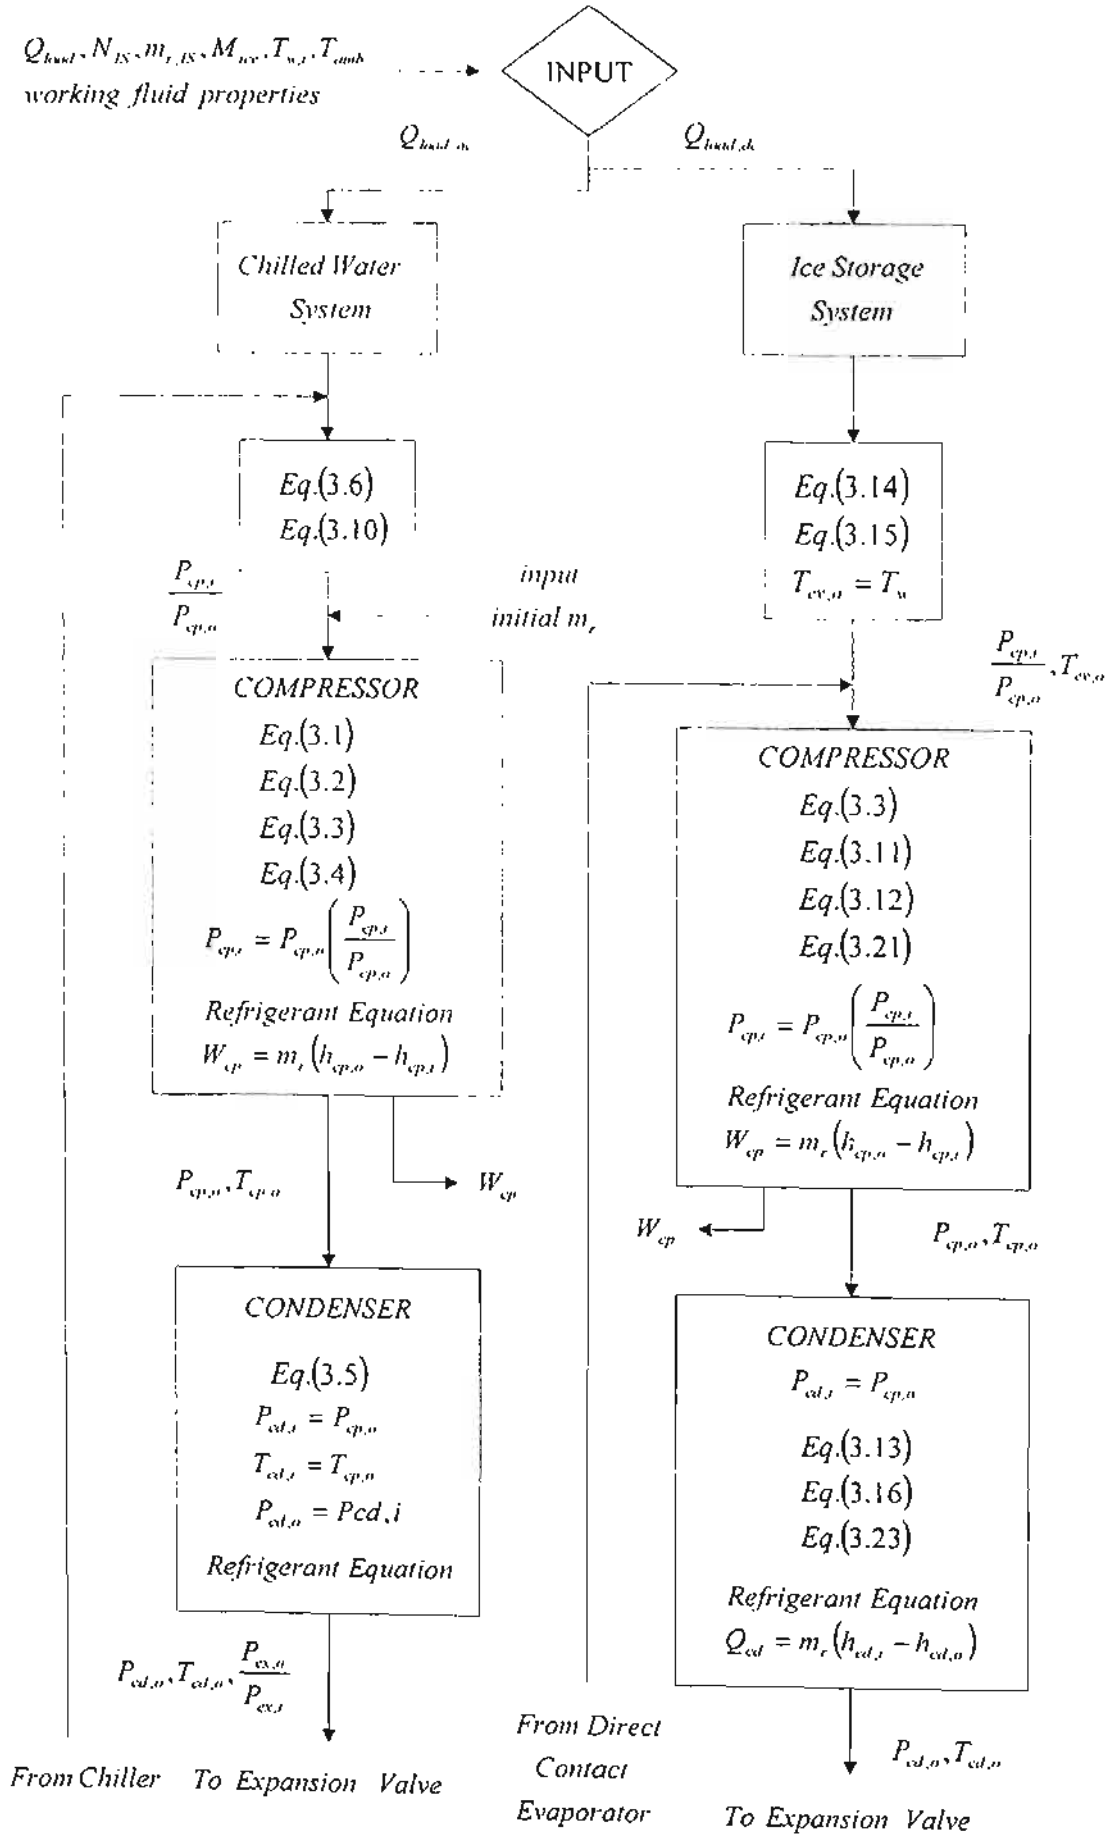 Q_load, N_IS, m_r,IS, M_ice, T_w,i, T_amb
working fluid properties
INPUT
Q_load,
Q_load,dc
Chilled Water
System
Ice Storage
System
Eq.(3.6)
Eq.(3.10)
Eq.(3.14)
Eq.(3.15)
T_ev,o = T_w
P_cp,i / P_cp,o
input
initial m_r
P_cp,i / P_cp,o , T_ev,o
COMPRESSOR
Eq.(3.1)
Eq.(3.2)
Eq.(3.3)
Eq.(3.4)
P_cp,i = P_cp,o (P_cp,i / P_cp,o)
Refrigerant Equation
W_cp = m_r (h_cp,o − h_cp,i)
COMPRESSOR
Eq.(3.3)
Eq.(3.11)
Eq.(3.12)
Eq.(3.21)
P_cp,i = P_cp,o (P_cp,i / P_cp,o)
Refrigerant Equation
W_cp = m_r (h_cp,o − h_cp,i)
P_cp,o, T_cp,o
W_cp
W_cp
P_cp,o, T_cp,o
CONDENSER
Eq.(3.5)
P_cd,i = P_cp,o
T_cd,i = T_cp,o
P_cd,o = Pcd,i
Refrigerant Equation
CONDENSER
P_cd,i = P_cp,o
Eq.(3.13)
Eq.(3.16)
Eq.(3.23)
Refrigerant Equation
Q_cd = m_r (h_cd,i − h_cd,o)
P_cd,o, T_cd,o, P_ex,o / P_ex,i
From Chiller
To Expansion Valve
From Direct
Contact
Evaporator
P_cd,o, T_cd,o
To Expansion Valve